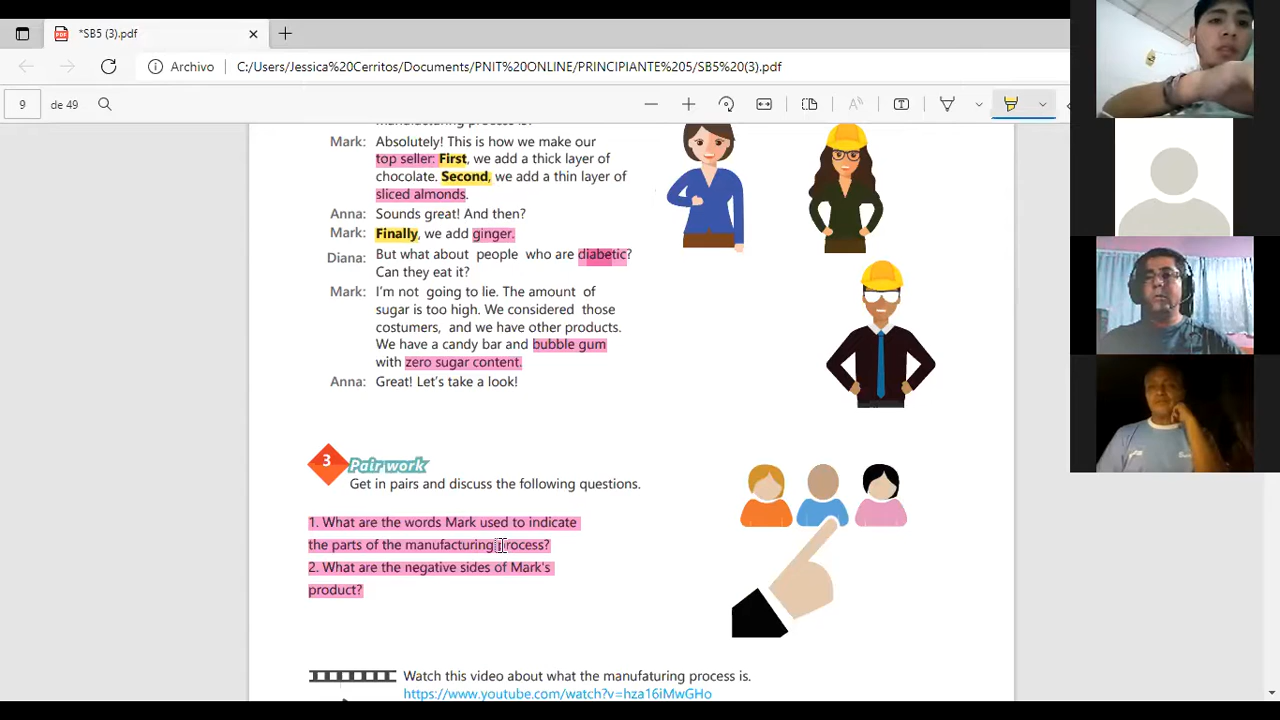 *SB5 (3).pdf
Archivo
C:/Users/Jessica%20Cerritos/Documents/PNIT%20ONLINE/PRINCIPIANTE%205/SB5%20(3).pdf
9
de 49
manufacturing process is?
Mark: Absolutely! This is how we make our
top seller: First, we add a thick layer of
chocolate. Second, we add a thin layer of
sliced almonds.
Anna: Sounds great! And then?
Mark: Finally, we add ginger.
Diana: But what about people who are diabetic?
Can they eat it?
Mark: I'm not going to lie. The amount of
sugar is too high. We considered those
costumers, and we have other products.
We have a candy bar and bubble gum
with zero sugar content.
Anna: Great! Let's take a look!
3
Pair work
Get in pairs and discuss the following questions.
1. What are the words Mark used to indicate
the parts of the manufacturing process?
2. What are the negative sides of Mark's
product?
Watch this video about what the manufaturing process is.
https://www.youtube.com/watch?v=hza16iMwGHo